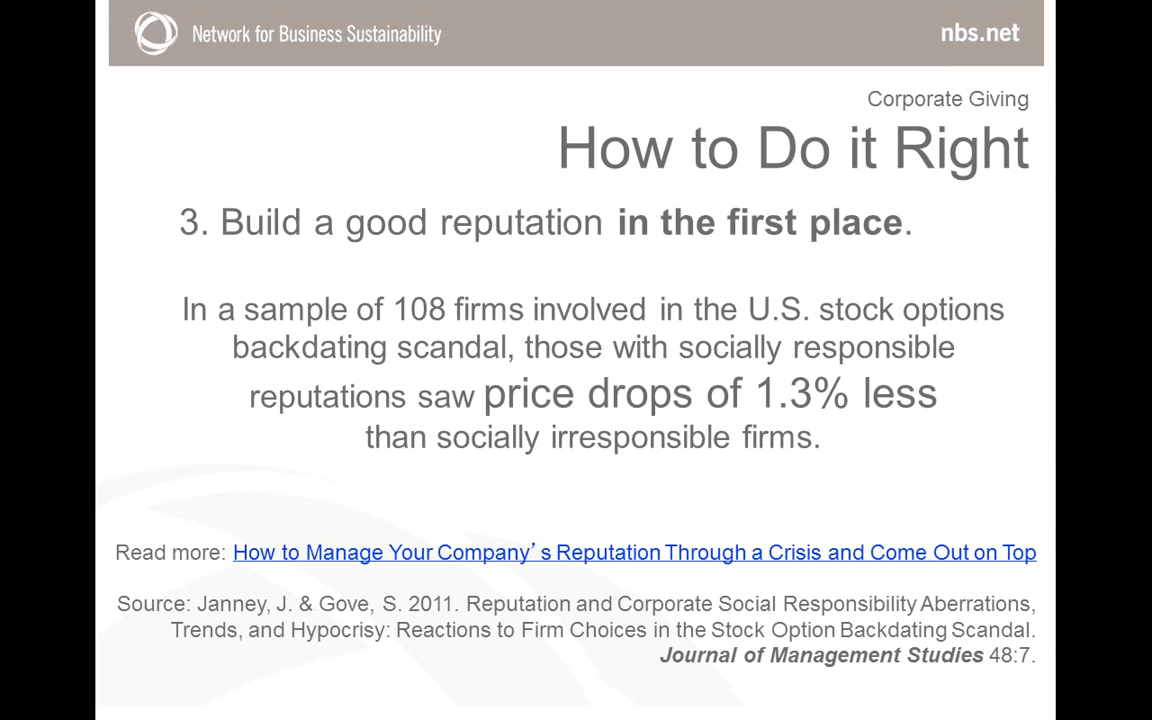 Network for Business Sustainability
nbs.net
Corporate Giving
How to Do it Right
3. Build a good reputation in the first place.
In a sample of 108 firms involved in the U.S. stock options
backdating scandal, those with socially responsible
reputations saw price drops of 1.3% less
than socially irresponsible firms.
Read more: How to Manage Your Company’s Reputation Through a Crisis and Come Out on Top
Source: Janney, J. & Gove, S. 2011. Reputation and Corporate Social Responsibility Aberrations,
Trends, and Hypocrisy: Reactions to Firm Choices in the Stock Option Backdating Scandal.
Journal of Management Studies 48:7.